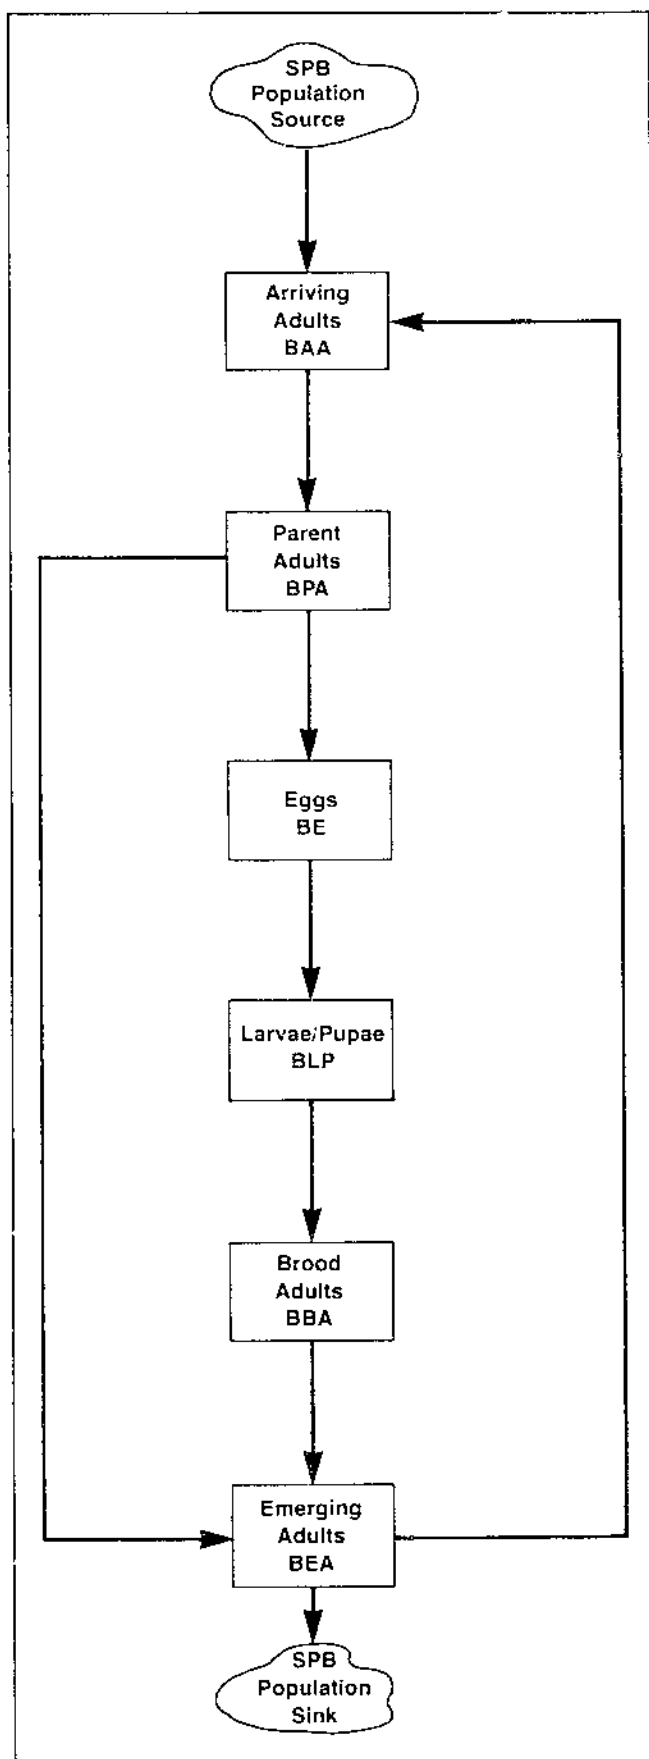 SPB
Population
Source
Arriving
Adults
BAA
Parent
Adults
BPA
Eggs
BE
Larvae/Pupae
BLP
Brood
Adults
BBA
Emerging
Adults
BEA
SPB
Population
Sink